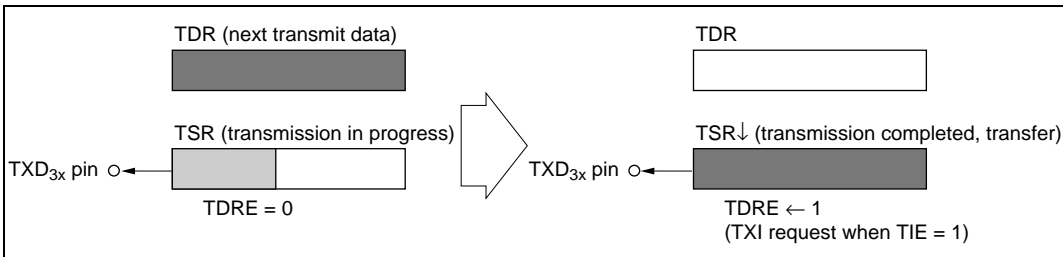 TDR (next transmit data)
TSR (transmission in progress)
TXD3x pin
TDRE = 0
TDR
TSR↓ (transmission completed, transfer)
TXD3x pin
TDRE ← 1
(TXI request when TIE = 1)